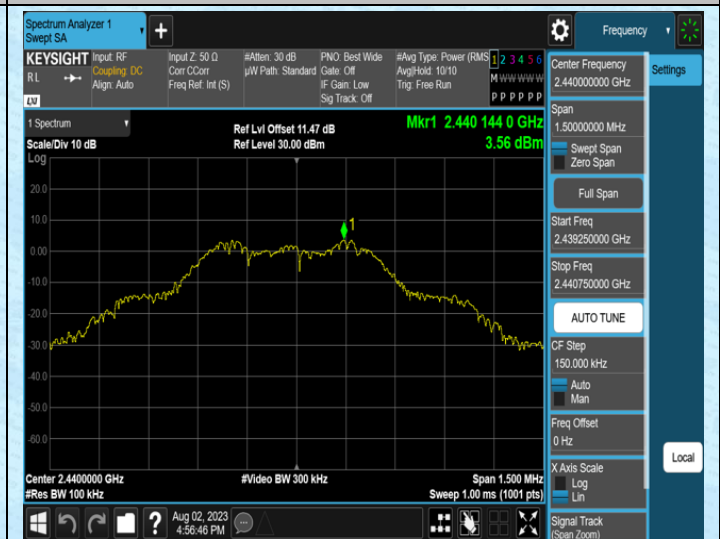 Spectrum Analyzer 1
Swept SA
Frequency
KEYSIGHT
Input: RF
RL
Coupling: DC
Align: Auto
LXI
Input Z: 50 Ω
Corr CCorr
Freq Ref: Int (S)
#Atten: 30 dB
µW Path: Standard
PNO: Best Wide
Gate: Off
IF Gain: Low
Sig Track: Off
#Avg Type: Power (RMS
Avg|Hold: 10/10
Trig: Free Run
1 2 3 4 5 6
M W W W W W
P P P P P P
Settings
1 Spectrum
Scale/Div 10 dB
Log
Ref Lvl Offset 11.47 dB
Ref Level 30.00 dBm
Mkr1 2.440 144 0 GHz
3.56 dBm
20.0
10.0
0.00
-10.0
-20.0
-30.0
-40.0
-50.0
-60.0
1
Center 2.4400000 GHz
#Res BW 100 kHz
#Video BW 300 kHz
Span 1.500 MHz
Sweep 1.00 ms (1001 pts)
Center Frequency
2.440000000 GHz
Span
1.50000000 MHz
Swept Span
Zero Span
Full Span
Start Freq
2.439250000 GHz
Stop Freq
2.440750000 GHz
AUTO TUNE
CF Step
150.000 kHz
Auto
Man
Freq Offset
0 Hz
X Axis Scale
Log
Lin
Signal Track
(Span Zoom)
Local
?
Aug 02, 2023
4:56:46 PM